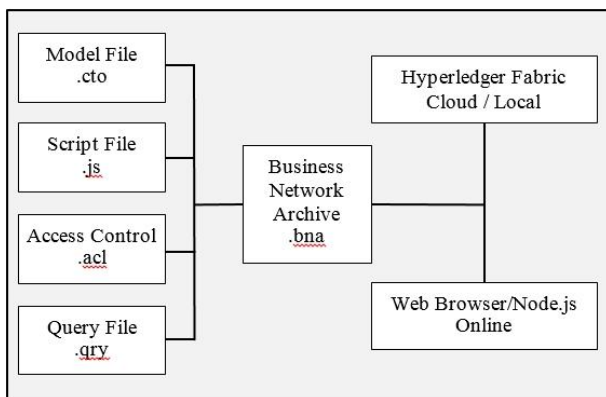 Model File
.cto
Script File
.js
Access Control
.acl
Query File
.qry
Business
Network
Archive
.bna
Hyperledger Fabric
Cloud / Local
Web Browser/Node.js
Online